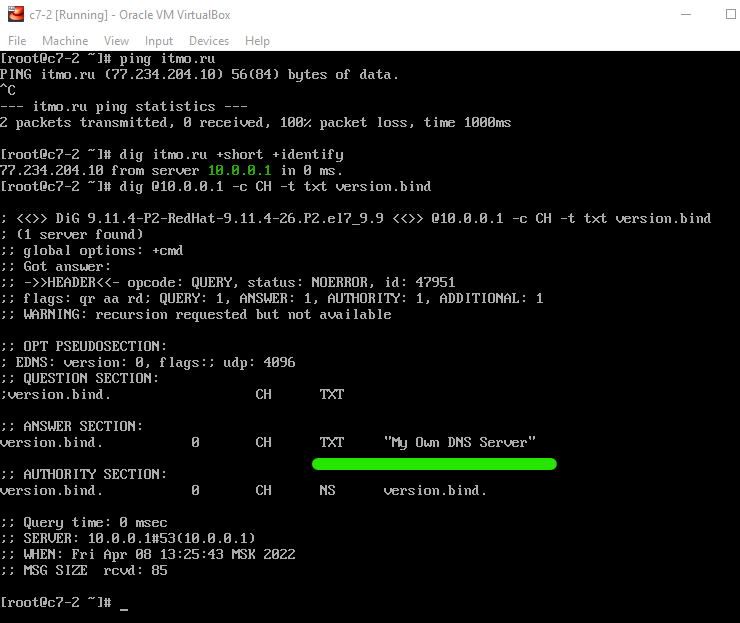 c7-2 [Running] - Oracle VM VirtualBox
File Machine View Input Devices Help
[root@c7-2 ~]# ping itmo.ru
PING itmo.ru (77.234.204.10) 56(84) bytes of data.
^C
--- itmo.ru ping statistics ---
2 packets transmitted, 0 received, 100% packet loss, time 1000ms
[root@c7-2 ~]# dig itmo.ru +short +identify
77.234.204.10 from server 10.0.0.1 in 0 ms.
[root@c7-2 ~]# dig @10.0.0.1 -c CH -t txt version.bind
; <<>> DiG 9.11.4-P2-RedHat-9.11.4-26.P2.el7_9.9 <<>> @10.0.0.1 -c CH -t txt version.bind
; (1 server found)
;; global options: +cmd
;; Got answer:
;; ->>HEADER<<- opcode: QUERY, status: NOERROR, id: 47951
;; flags: qr aa rd; QUERY: 1, ANSWER: 1, AUTHORITY: 1, ADDITIONAL: 1
;; WARNING: recursion requested but not available
;; OPT PSEUDOSECTION:
; EDNS: version: 0, flags:; udp: 4096
;; QUESTION SECTION:
;version.bind. CH TXT
;; ANSWER SECTION:
version.bind. 0 CH TXT "My Own DNS Server"
;; AUTHORITY SECTION:
version.bind. 0 CH NS version.bind.
;; Query time: 0 msec
;; SERVER: 10.0.0.1#53(10.0.0.1)
;; WHEN: Fri Apr 08 13:25:43 MSK 2022
;; MSG SIZE rcvd: 85
[root@c7-2 ~]# _